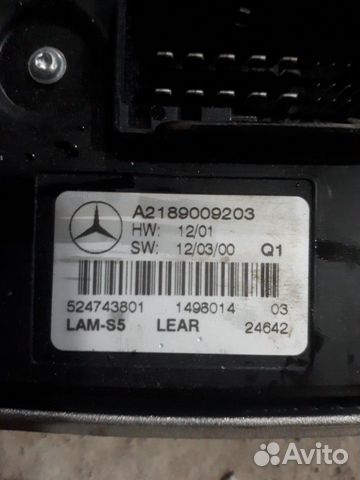 A2189009203
HW: 12/01
SW: 12/03/00 Q1
524743801 1498014 03
LAM-S5 LEAR 24642
Avito